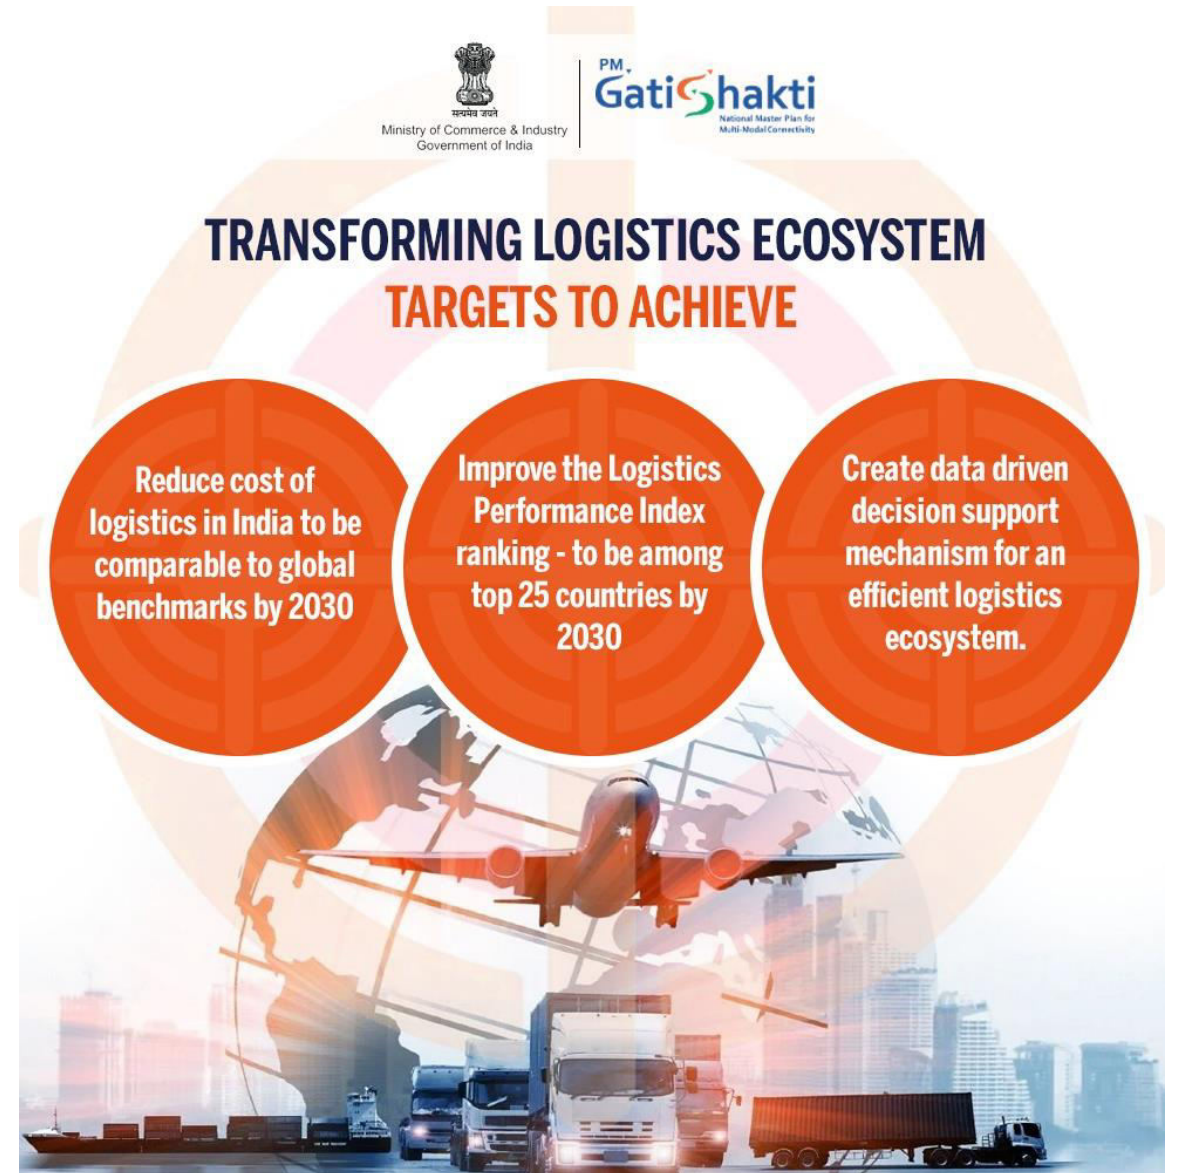 सत्यमेव जयते
Ministry of Commerce & Industry
Government of India
PM
GatiShakti
National Master Plan for
Multi-Modal Connectivity
TRANSFORMING LOGISTICS ECOSYSTEM
TARGETS TO ACHIEVE
Reduce cost of
logistics in India to be
comparable to global
benchmarks by 2030
Improve the Logistics
Performance Index
ranking - to be among
top 25 countries by
2030
Create data driven
decision support
mechanism for an
efficient logistics
ecosystem.